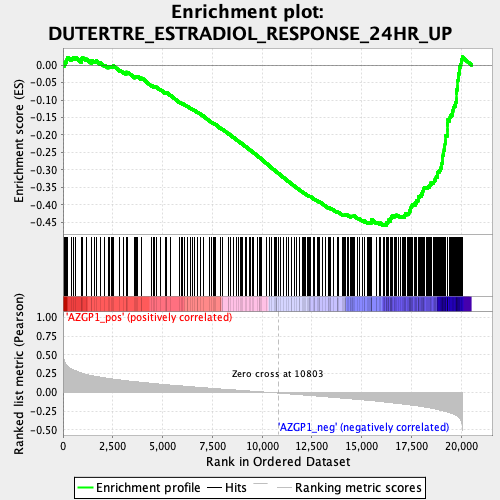 Enrichment plot:
DUTERTRE_ESTRADIOL_RESPONSE_24HR_UP
Enrichment score (ES)
0.00
-0.05
-0.10
-0.15
-0.20
-0.25
-0.30
-0.35
-0.40
-0.45
Ranked list metric (Pearson)
1.00
0.75
0.50
0.25
0.00
-0.25
-0.50
'AZGP1_pos' (positively correlated)
Zero cross at 10803
'AZGP1_neg' (negatively correlated)
0 2,500 5,000 7,500 10,000 12,500 15,000 17,500 20,000
Rank in Ordered Dataset
Enrichment profile Hits Ranking metric scores